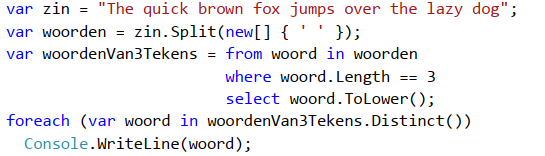 var zin = "The quick brown fox jumps over the lazy dog";
var woorden = zin.Split(new[] { ' ' });
var woordenVan3Tekens = from woord in woorden
                        where woord.Length == 3
                        select woord.ToLower();
foreach (var woord in woordenVan3Tekens.Distinct())
  Console.WriteLine(woord);